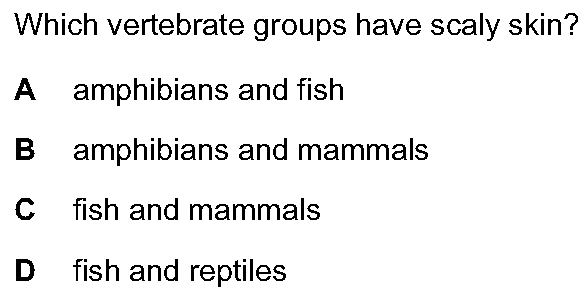 Which vertebrate groups have scaly skin?
A amphibians and fish
B amphibians and mammals
C fish and mammals
D fish and reptiles